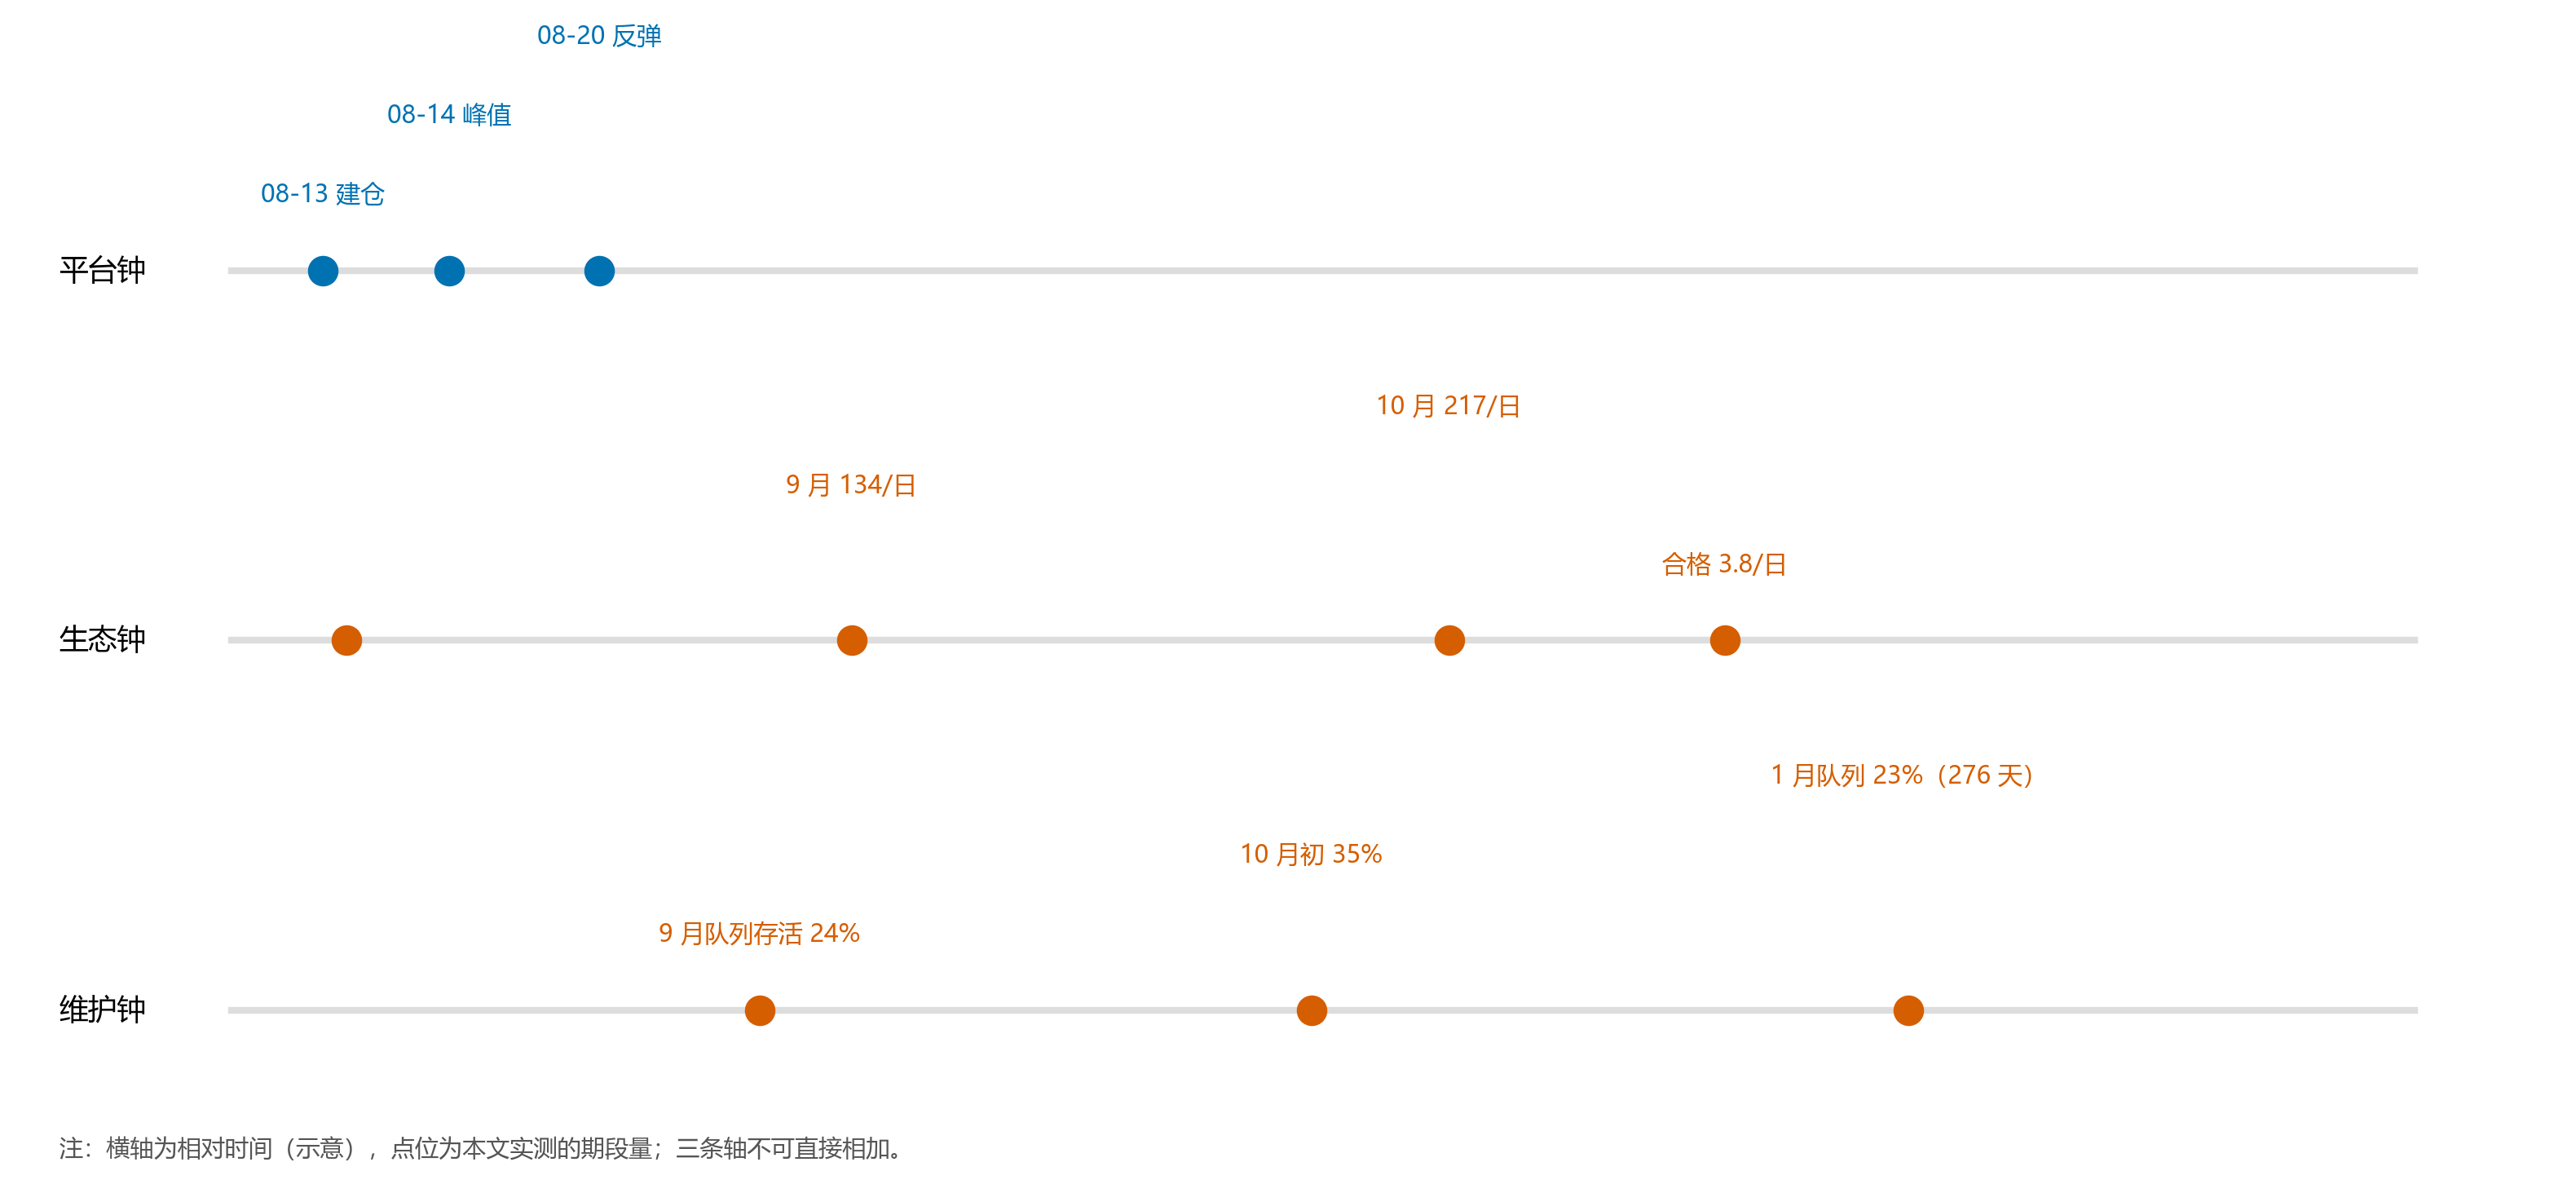 08-20 反弹
08-14 峰值
08-13 建仓
平台钟
10 月 217/日
9 月 134/日
合格 3.8/日
生态钟
1 月队列 23%（276 天）
10 月初 35%
9 月队列存活 24%
维护钟
注：横轴为相对时间（示意），点位为本文实测的期段量；三条轴不可直接相加。